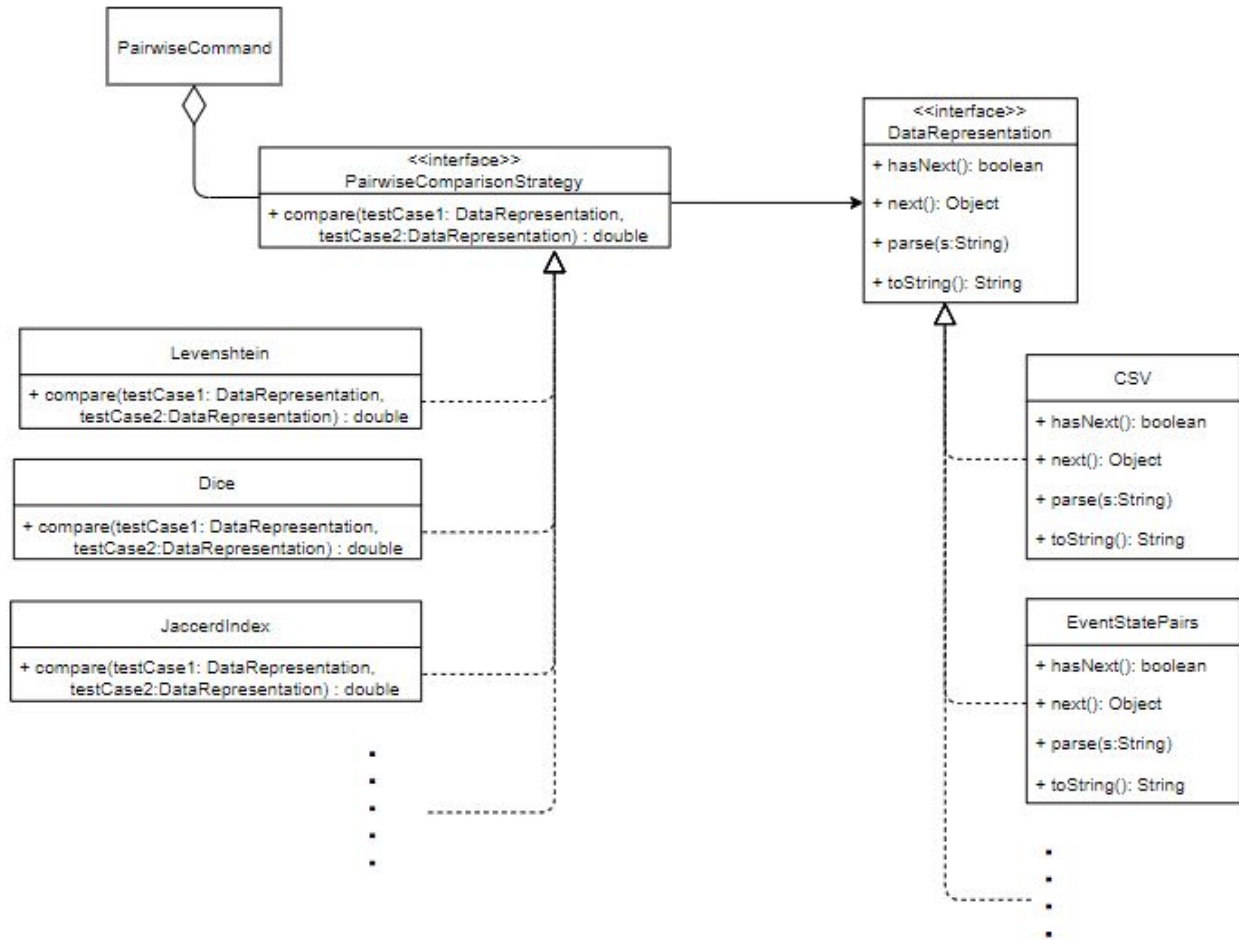 PairwiseCommand
<<interface>>
PairwiseComparisonStrategy
+ compare(testCase1: DataRepresentation,
testCase2:DataRepresentation) : double
<<interface>>
DataRepresentation
+ hasNext(): boolean
+ next(): Object
+ parse(s:String)
+ toString(): String
Levenshtein
+ compare(testCase1: DataRepresentation,
testCase2:DataRepresentation) : double
Dice
+ compare(testCase1: DataRepresentation,
testCase2:DataRepresentation) : double
JaccerdIndex
+ compare(testCase1: DataRepresentation,
testCase2:DataRepresentation) : double
CSV
+ hasNext(): boolean
+ next(): Object
+ parse(s:String)
+ toString(): String
EventStatePairs
+ hasNext(): boolean
+ next(): Object
+ parse(s:String)
+ toString(): String